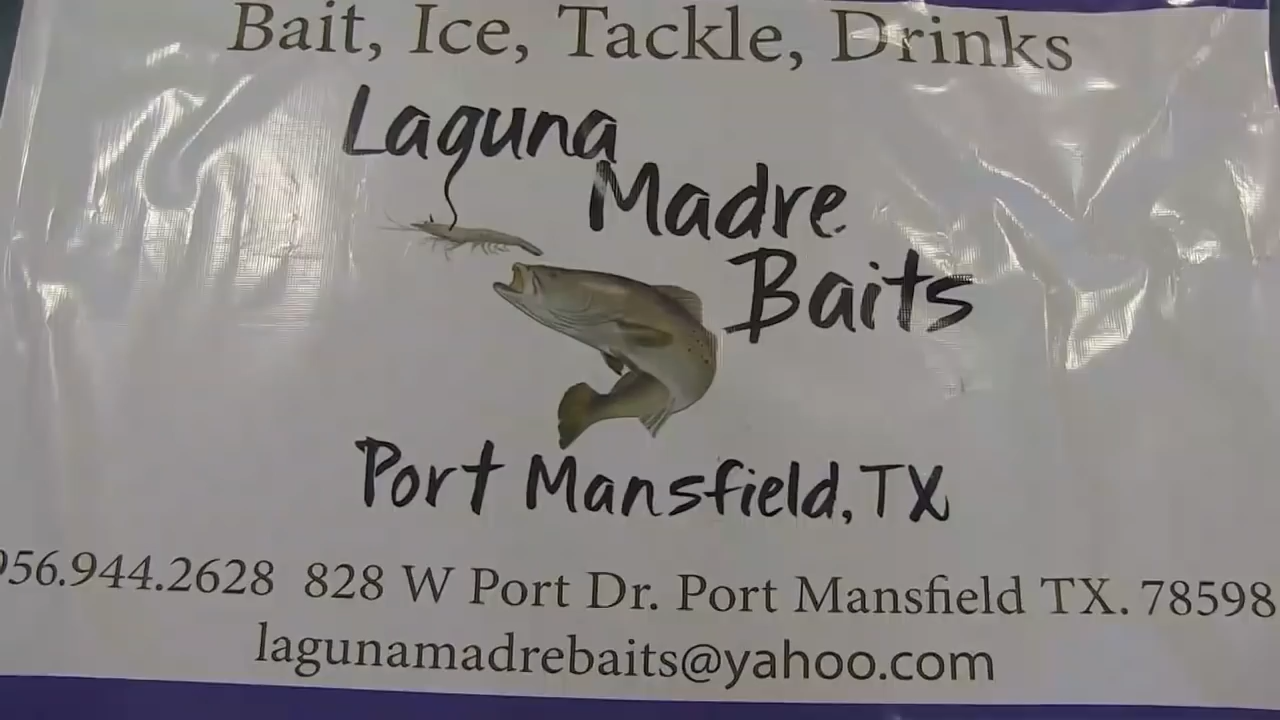 Bait, Ice, Tackle, Drinks
Laguna
Madre
Baits
Port Mansfield, TX
956.944.2628 828 W Port Dr. Port Mansfield TX. 78598
lagunamadrebaits@yahoo.com